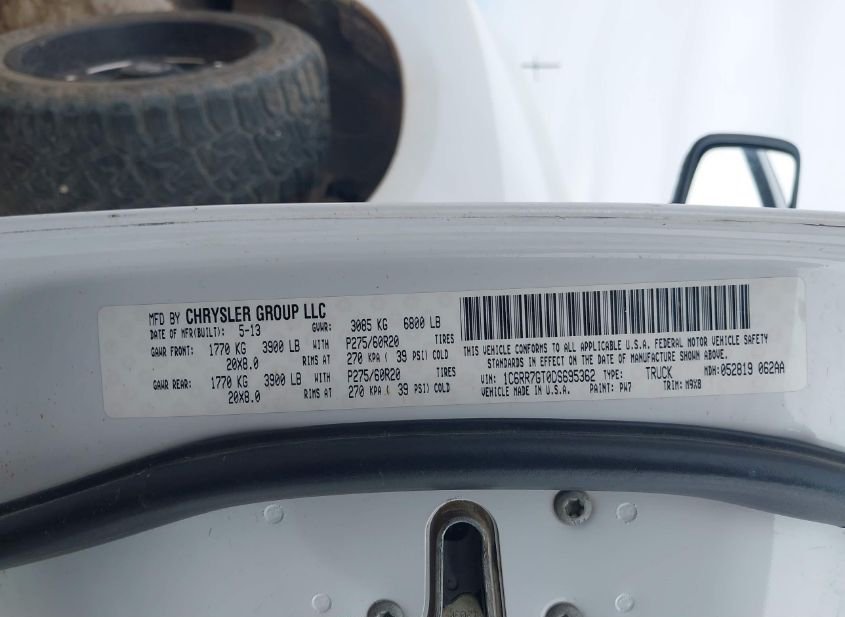 MFD BY CHRYSLER GROUP LLC
DATE OF MFR(BUILT): 5-13 GVWR: 3085 KG 6800 LB
GAWR FRONT: 1770 KG 3900 LB WITH P275/60R20 TIRES
20X8.0 RIMS AT 270 KPA ( 39 PSI) COLD
GAWR REAR: 1770 KG 3900 LB WITH P275/60R20 TIRES
20X8.0 RIMS AT 270 KPA ( 39 PSI) COLD
THIS VEHICLE CONFORMS TO ALL APPLICABLE U.S.A. FEDERAL MOTOR VEHICLE SAFETY
STANDARDS IN EFFECT ON THE DATE OF MANUFACTURE SHOWN ABOVE.
VIN: 1C6RR7GT0DS695362 TYPE: TRUCK MDH: 052819 062AA
VEHICLE MADE IN U.S.A. PAINT: PW7 TRIM: M9X8